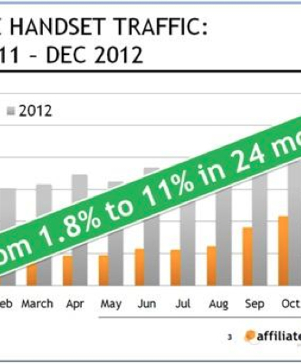 HANDSET TRAFFIC:
11 – DEC 2012
2012
om 1.8% to 11% in 24 mo
eb March Apr May Jun Jul Aug Sep Oct
3 affiliate